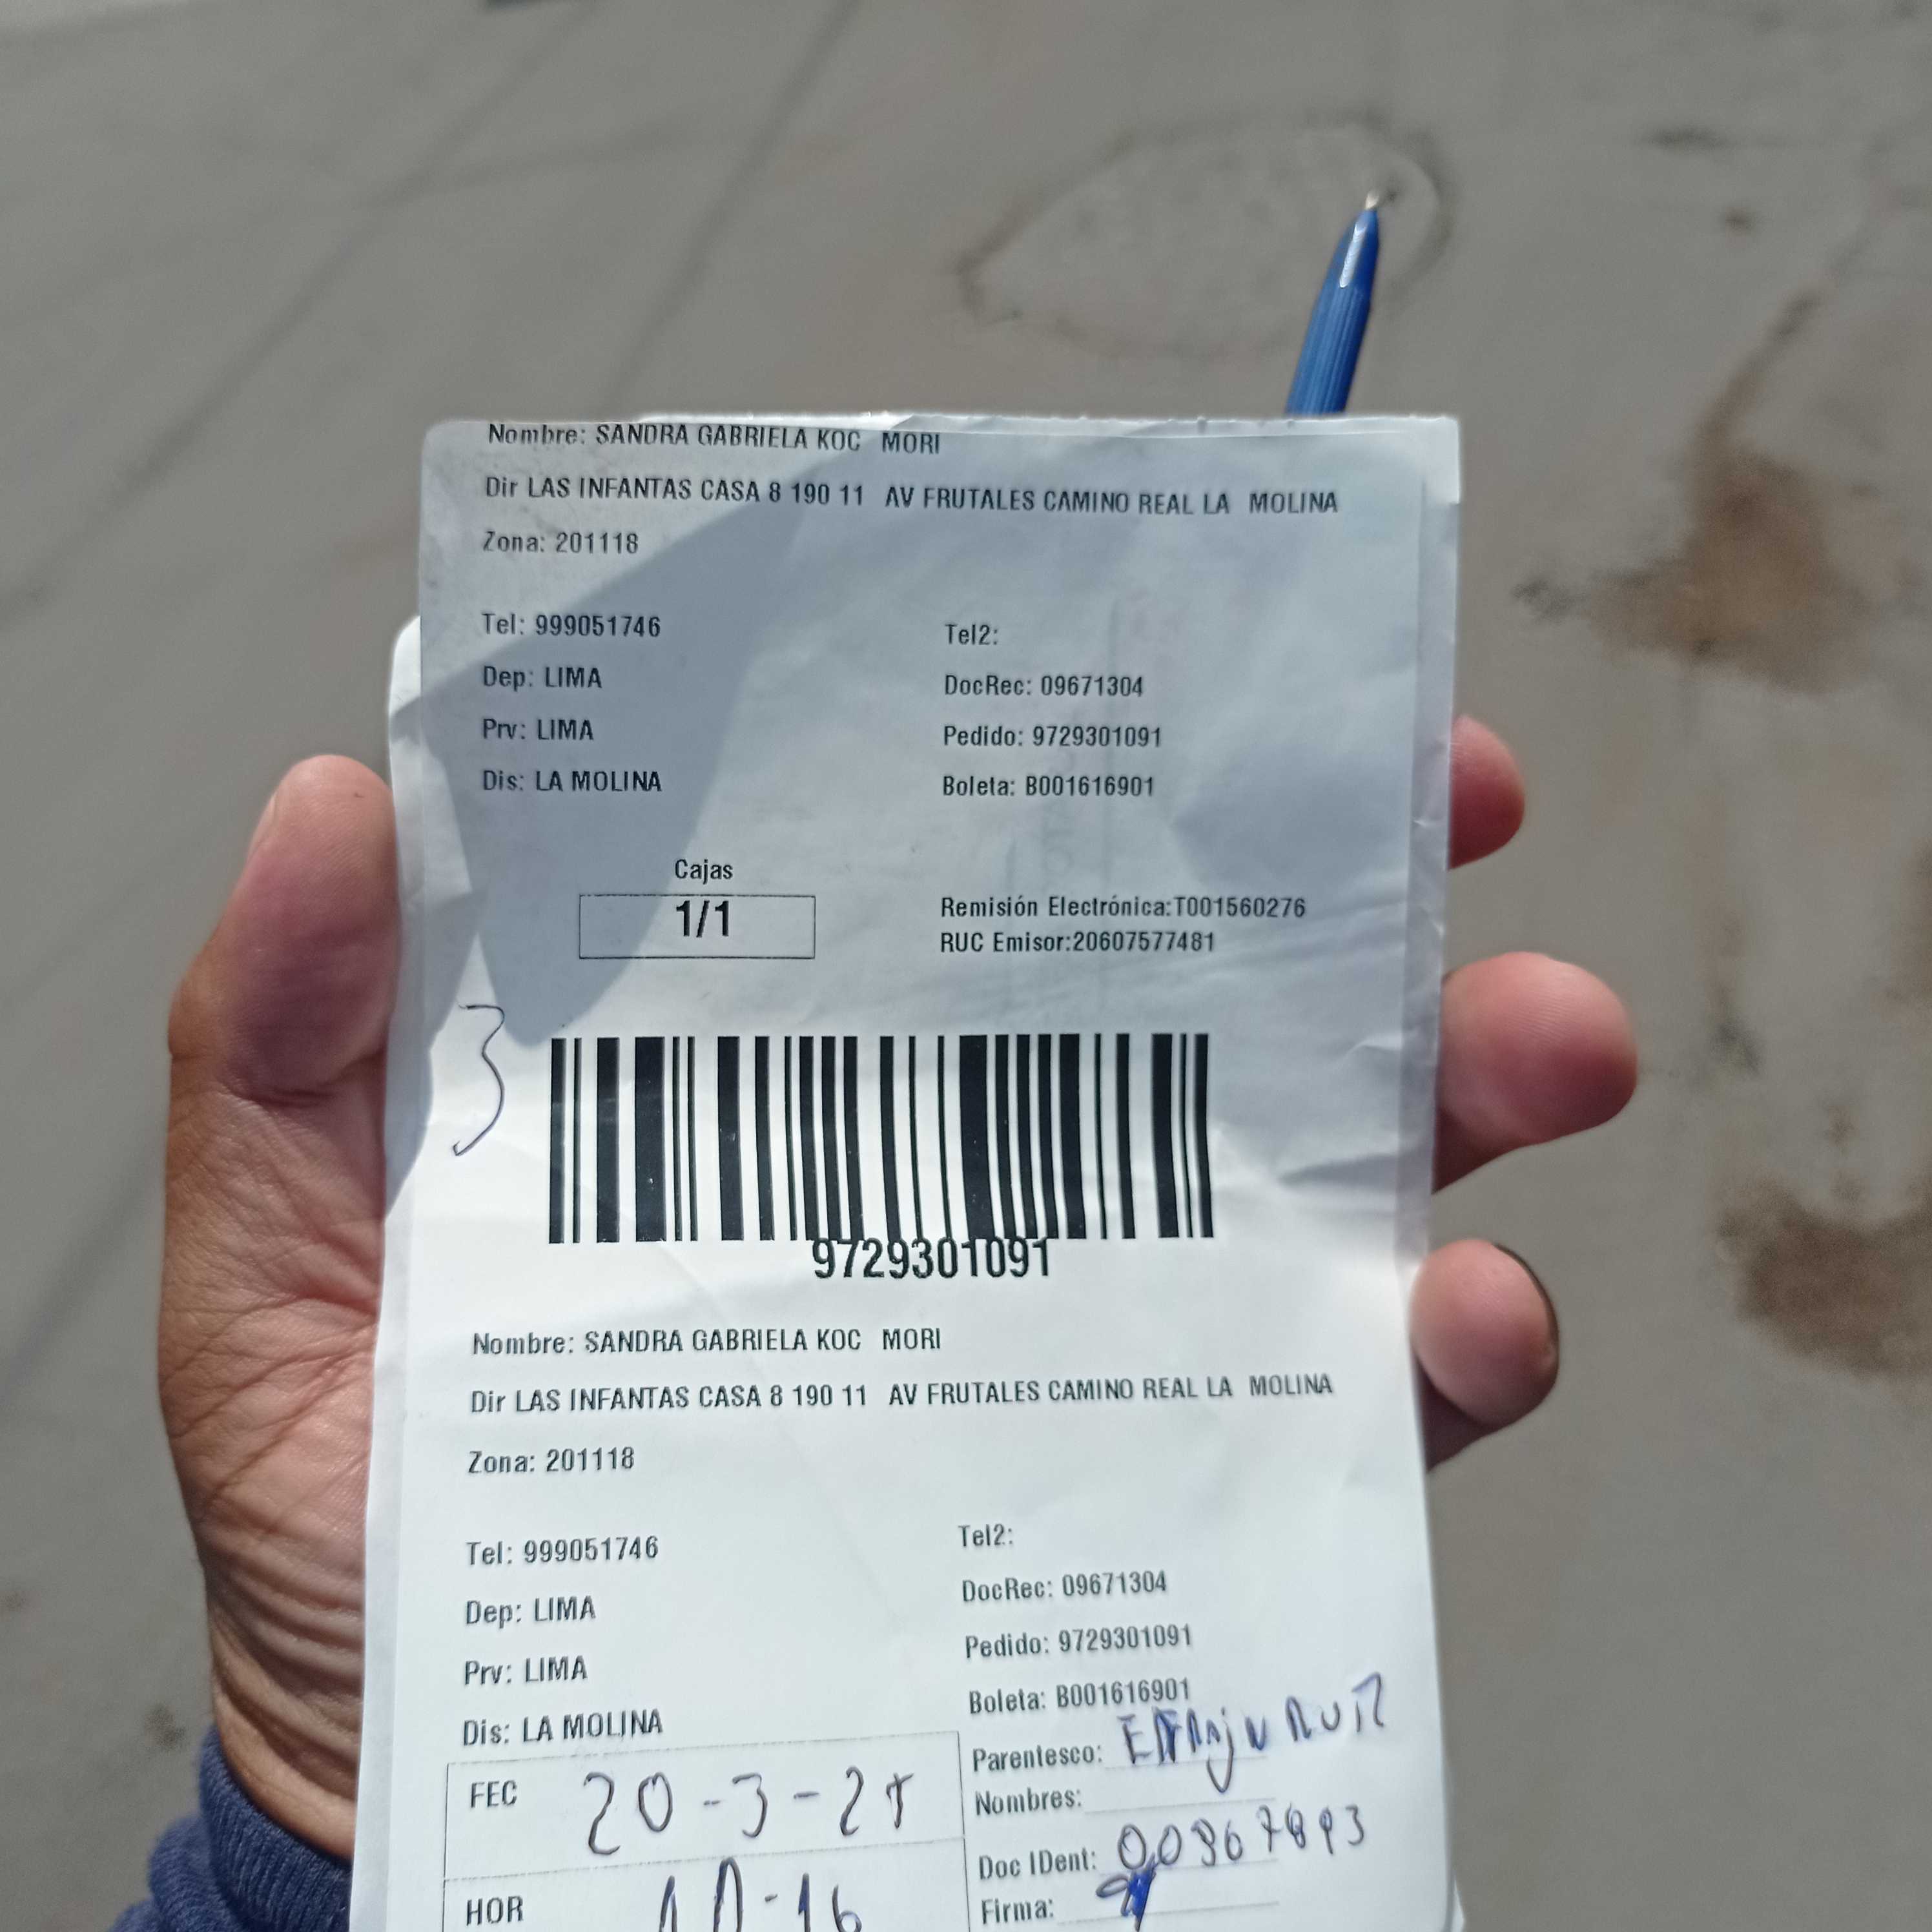 Nombre: SANDRA GABRIELA KOC MORI
Dir LAS INFANTAS CASA 8 190 11 AV FRUTALES CAMINO REAL LA MOLINA
Zona: 201118
Tel: 999051746 Tel2:
Dep: LIMA DocRec: 09671304
Prv: LIMA Pedido: 9729301091
Dis: LA MOLINA Boleta: B001616901
Cajas
1/1
Remisión Electrónica:T001560276
RUC Emisor:20607577481
3
9729301091
Nombre: SANDRA GABRIELA KOC MORI
Dir LAS INFANTAS CASA 8 190 11 AV FRUTALES CAMINO REAL LA MOLINA
Zona: 201118
Tel: 999051746 Tel2:
Dep: LIMA DocRec: 09671304
Prv: LIMA Pedido: 9729301091
Dis: LA MOLINA Boleta: B001616901
Parentesco:
FEC 20-3-25
Nombres:
Doc IDent:
HOR
Firma: